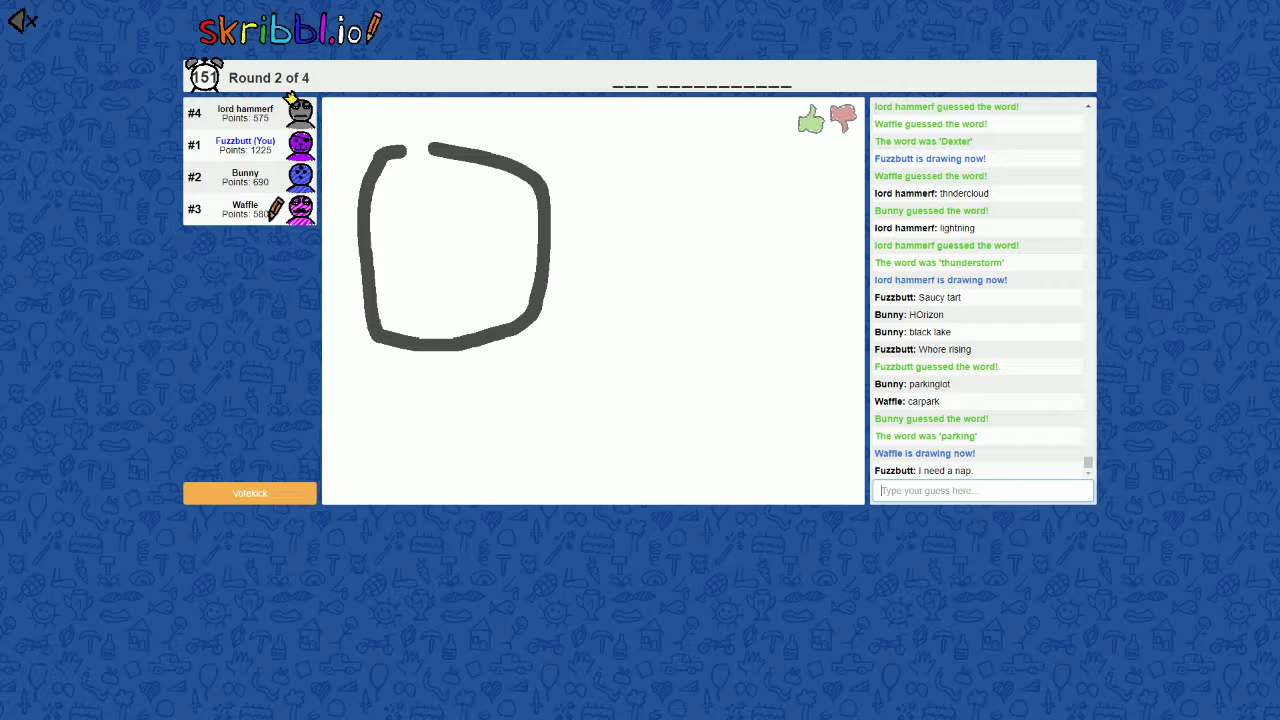 skribbl.io
151 Round 2 of 4
___ ___________
#4 lord hammerf
Points: 575
#1 Fuzzbutt (You)
Points: 1225
#2 Bunny
Points: 690
#3 Waffle
Points: 580
Votekick
lord hammerf guessed the word!
Waffle guessed the word!
The word was 'Dexter'
Fuzzbutt is drawing now!
Waffle guessed the word!
lord hammerf: thndercloud
Bunny guessed the word!
lord hammerf: lightning
lord hammerf guessed the word!
The word was 'thunderstorm'
lord hammerf is drawing now!
Fuzzbutt: Saucy tart
Bunny: HOrizon
Bunny: black lake
Fuzzbutt: Whore rising
Fuzzbutt guessed the word!
Bunny: parkinglot
Waffle: carpark
Bunny guessed the word!
The word was 'parking'
Waffle is drawing now!
Fuzzbutt: I need a nap.
Type your guess here...